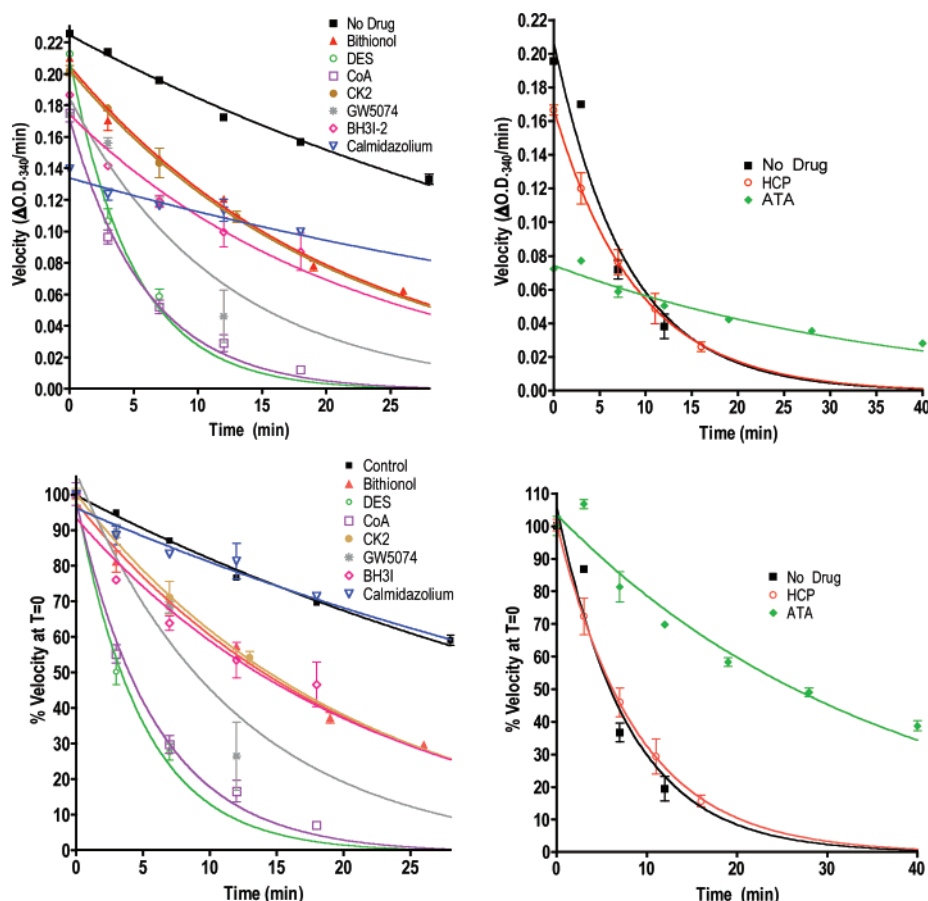 No Drug
Bithionol
DES
CoA
CK2
GW5074
BH3I-2
Calmidazolium
Velocity (ΔO.D.340/min)
0.22
0.20
0.18
0.16
0.14
0.12
0.10
0.08
0.06
0.04
0.02
0.00
0 5 10 15 20 25
Time (min)
No Drug
HCP
ATA
Velocity (ΔO.D.340/min)
0.22
0.20
0.18
0.16
0.14
0.12
0.10
0.08
0.06
0.04
0.02
0.00
0 5 10 15 20 25 30 35 40
Time (min)
Control
Bithionol
DES
CoA
CK2
GW5074
BH3I
Calmidazolium
% Velocity at T=0
100
90
80
70
60
50
40
30
20
10
0
0 5 10 15 20 25
Time (min)
No Drug
HCP
ATA
% Velocity at T=0
110
100
90
80
70
60
50
40
30
20
10
0
0 10 20 30 40
Time (min)